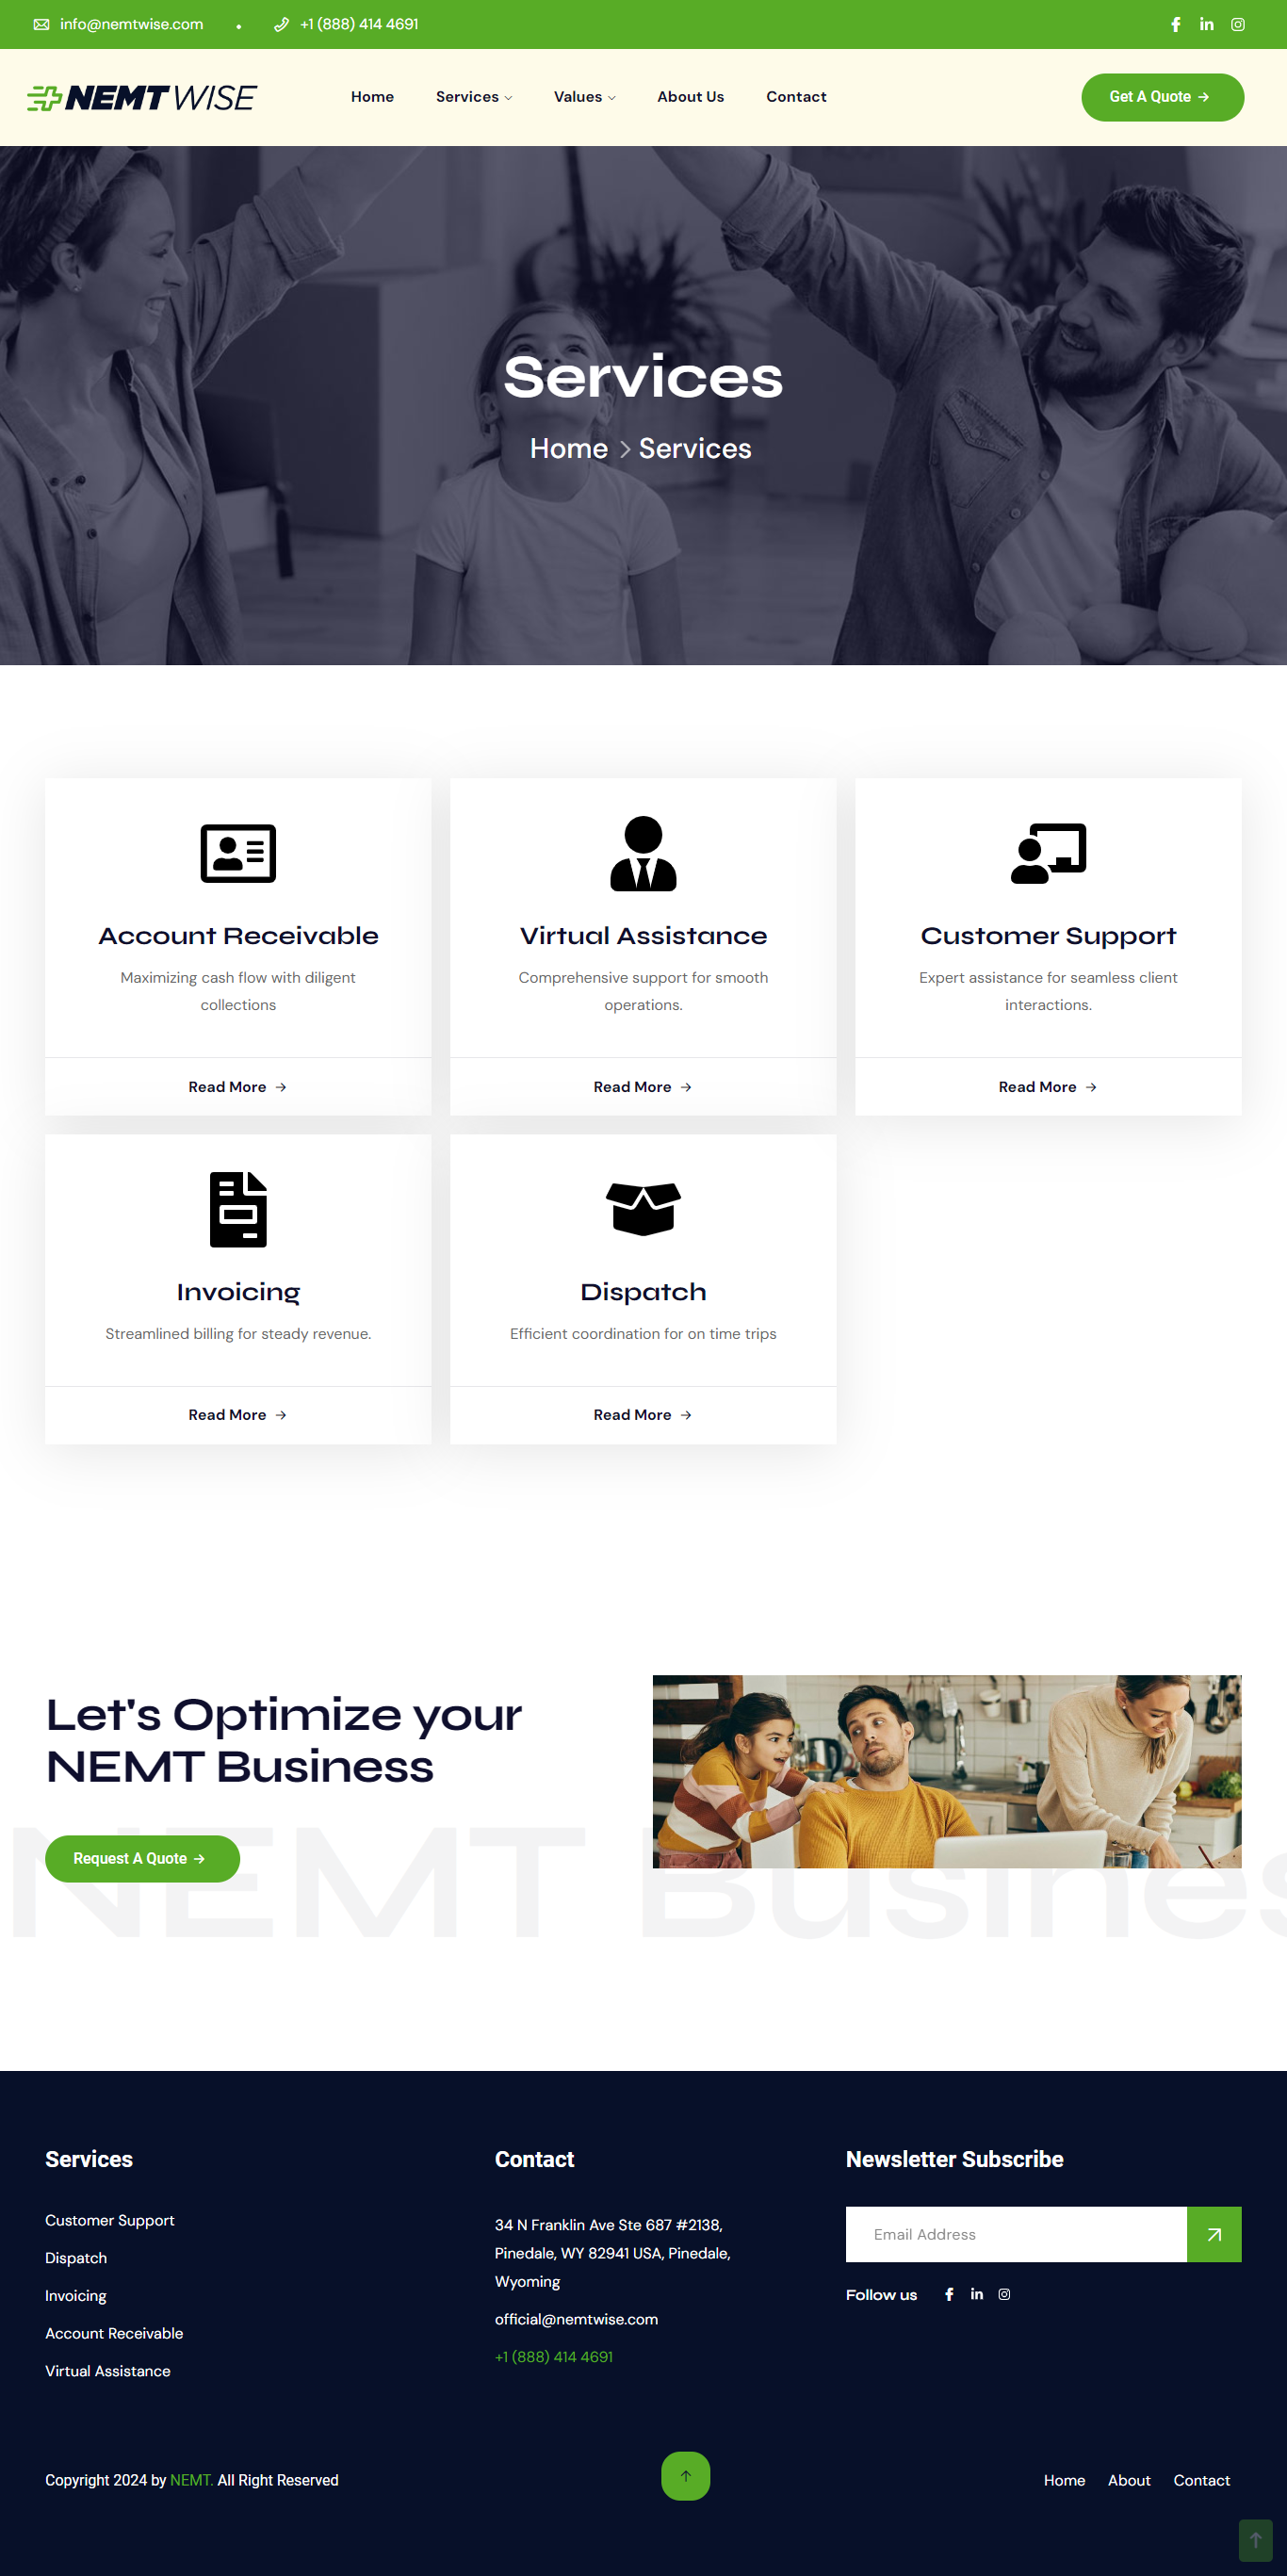 info@nemtwise.com
+1 (888) 414 4691
NEMTWISE
Home
Services
Values
About Us
Contact
Get A Quote
Services
Home
Services
Account Receivable
Maximizing cash flow with diligent
collections
Read More
Virtual Assistance
Comprehensive support for smooth
operations.
Read More
Customer Support
Expert assistance for seamless client
interactions.
Read More
Invoicing
Streamlined billing for steady revenue.
Read More
Dispatch
Efficient coordination for on time trips
Read More
Let's Optimize your
NEMT Business
Request A Quote
NEMT Busines
Services
Customer Support
Dispatch
Invoicing
Account Receivable
Virtual Assistance
Contact
34 N Franklin Ave Ste 687 #2138,
Pinedale, WY 82941 USA, Pinedale,
Wyoming
official@nemtwise.com
+1 (888) 414 4691
Newsletter Subscribe
Email Address
Follow us
Copyright 2024 by NEMT. All Right Reserved
Home
About
Contact